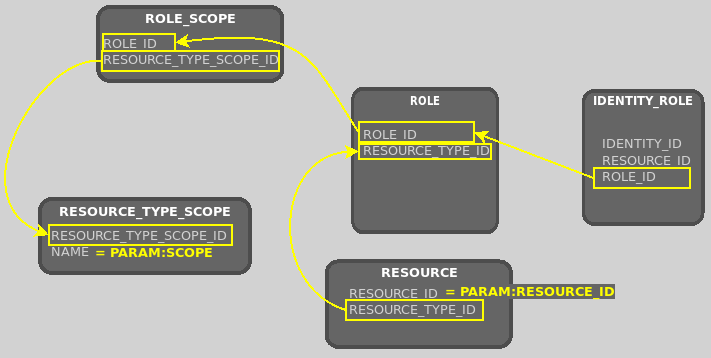 ROLE_SCOPE
ROLE_ID
RESOURCE_TYPE_SCOPE_ID
ROLE
ROLE_ID
RESOURCE_TYPE_ID
IDENTITY_ROLE
IDENTITY_ID
RESOURCE_ID
ROLE_ID
RESOURCE_TYPE_SCOPE
RESOURCE_TYPE_SCOPE_ID
NAME = PARAM:SCOPE
RESOURCE
RESOURCE_ID = PARAM:RESOURCE_ID
RESOURCE_TYPE_ID